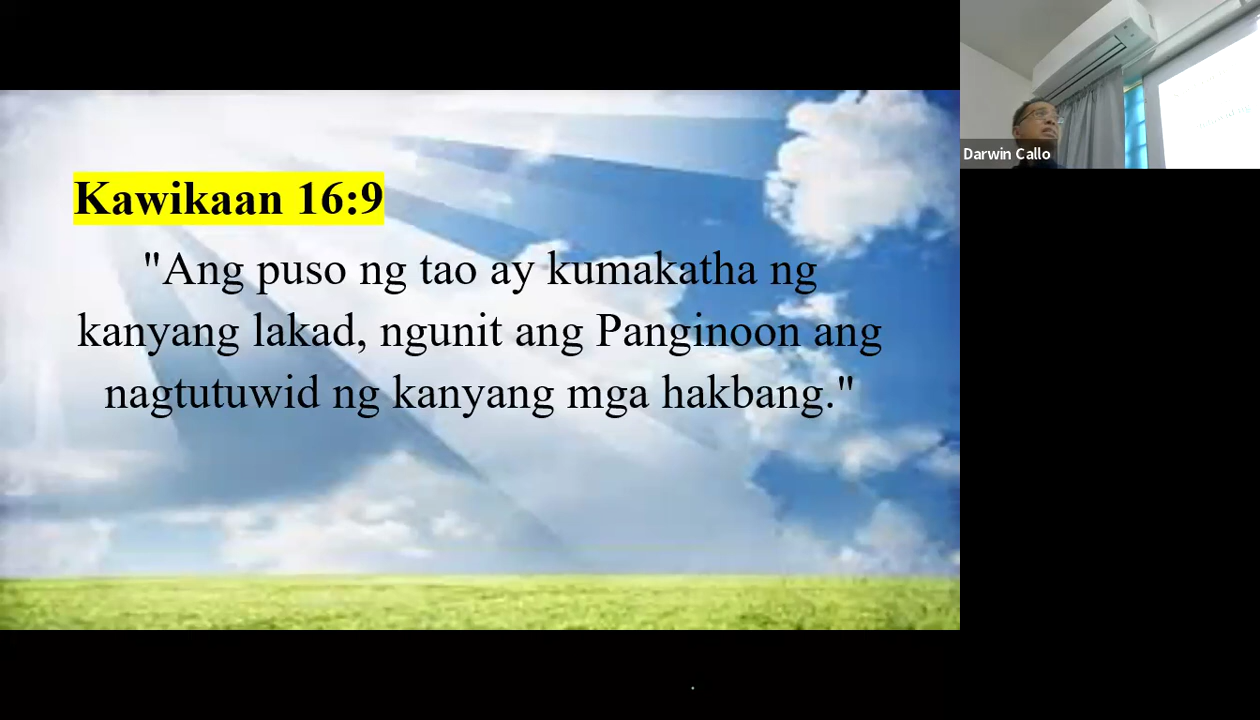 Kawikaan 16:9
"Ang puso ng tao ay kumakatha ng
kanyang lakad, ngunit ang Panginoon ang
nagtutuwid ng kanyang mga hakbang."
Darwin Callo